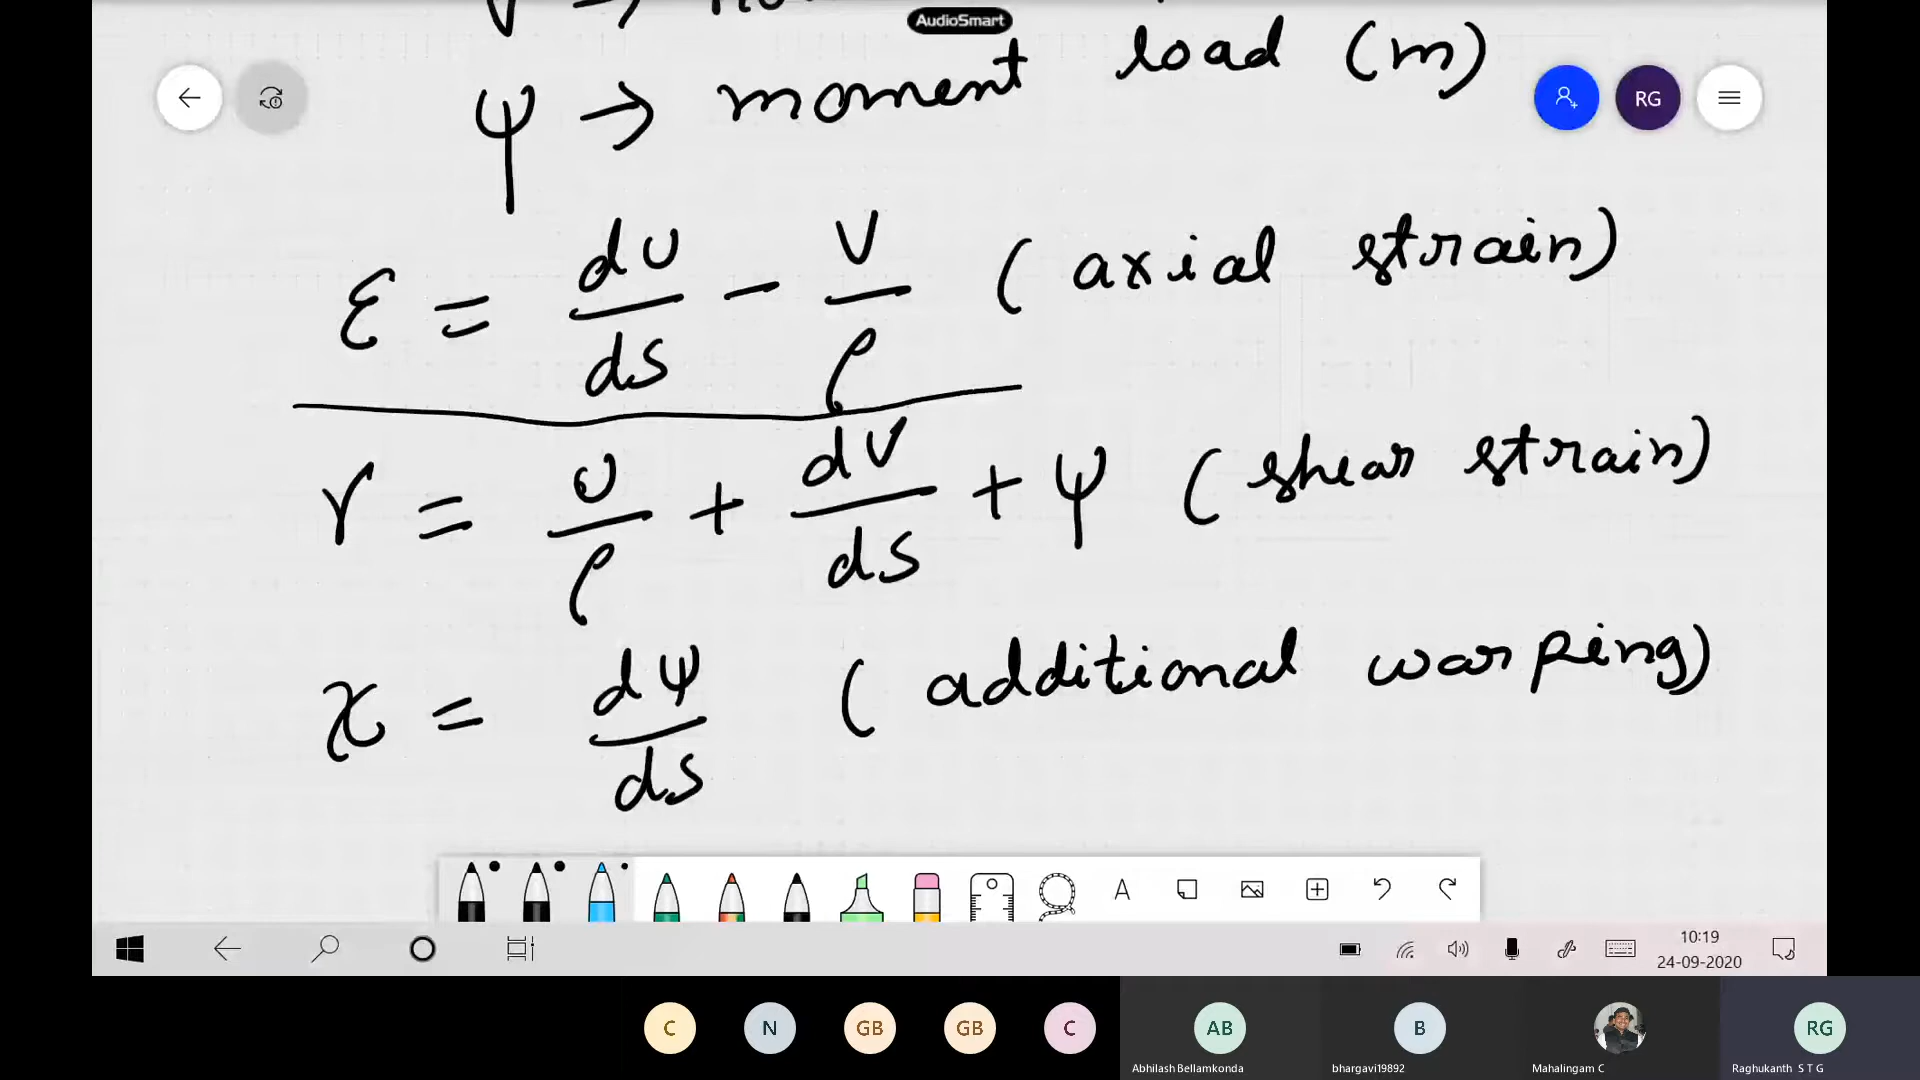 AudioSmart
load (m)
ψ → moment
RG
ε = du/ds - v/ρ (axial strain)
γ = u/ρ + dv/ds + ψ (shear strain)
χ = dψ/ds (additional warping)
A
10:19
24-09-2020
C N GB GB C AB B RG
Abhilash Bellamkonda bhargavi19892 Mahalingam C Raghukanth S T G